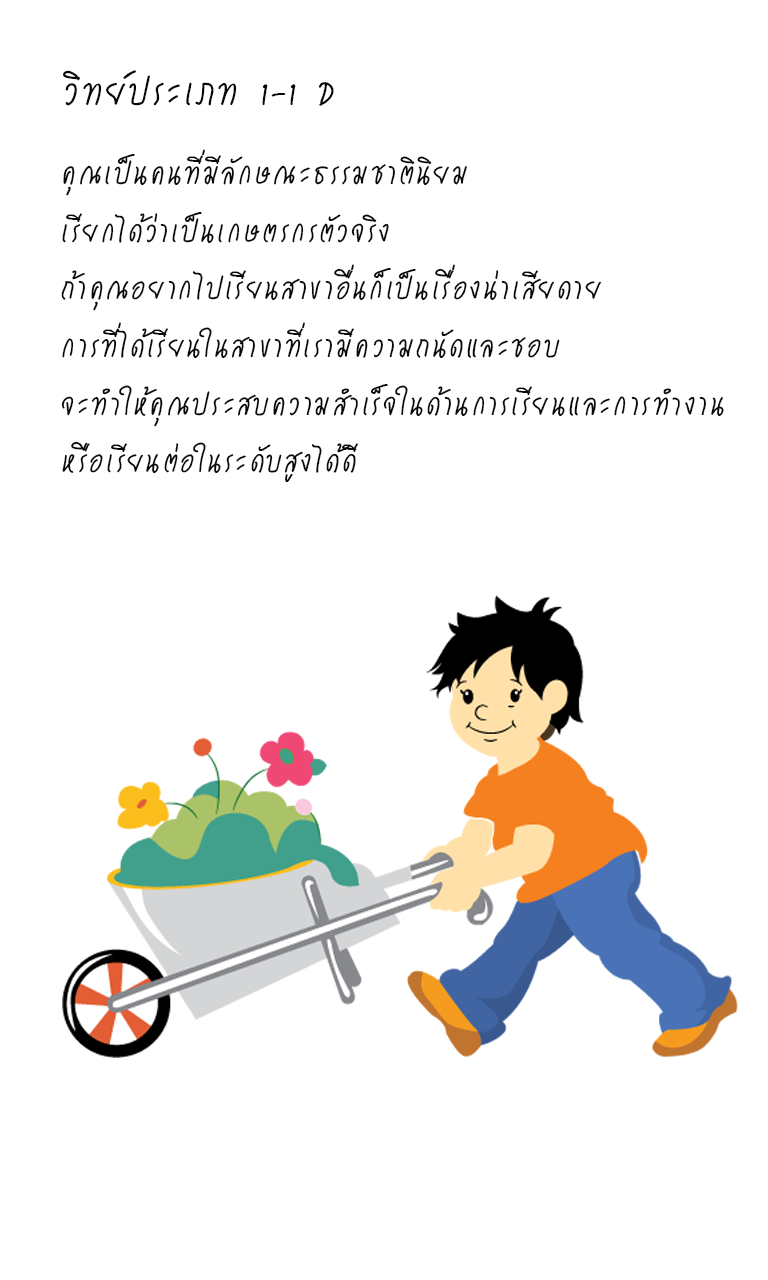 วิทย์ประเภท 1-1 D
คุณเป็นคนที่มีลักษณะธรรมชาตินิยม
เรียกได้ว่าเป็นเกษตรกรตัวจริง
ถ้าคุณอยากไปเรียนสาขาอื่นก็เป็นเรื่องน่าเสียดาย
การที่ได้เรียนในสาขาที่เรามีความถนัดและชอบ
จะทำให้คุณประสบความสำเร็จในด้านการเรียนและการทำงาน
หรือเรียนต่อในระดับสูงได้ดี